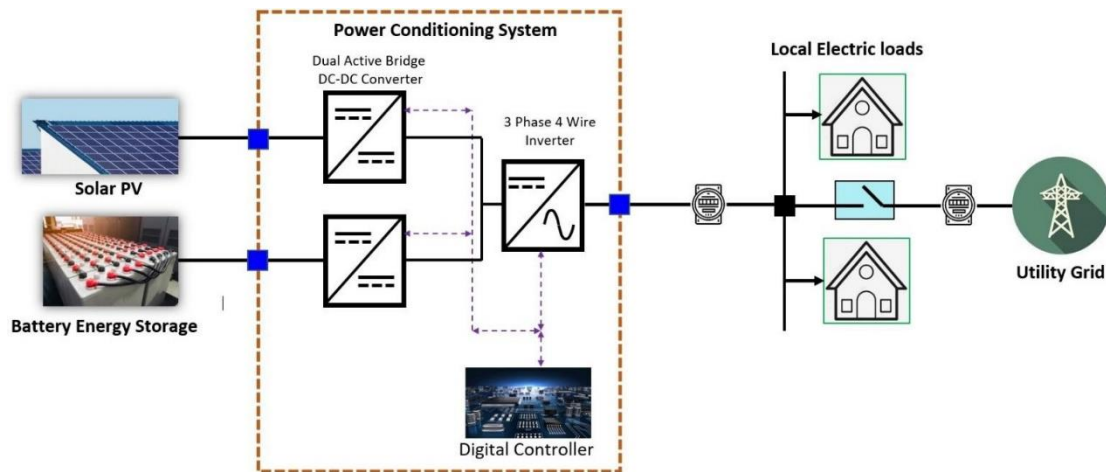 Power Conditioning System
Dual Active Bridge
DC-DC Converter
3 Phase 4 Wire
Inverter
Local Electric loads
Solar PV
Battery Energy Storage
Utility Grid
Digital Controller